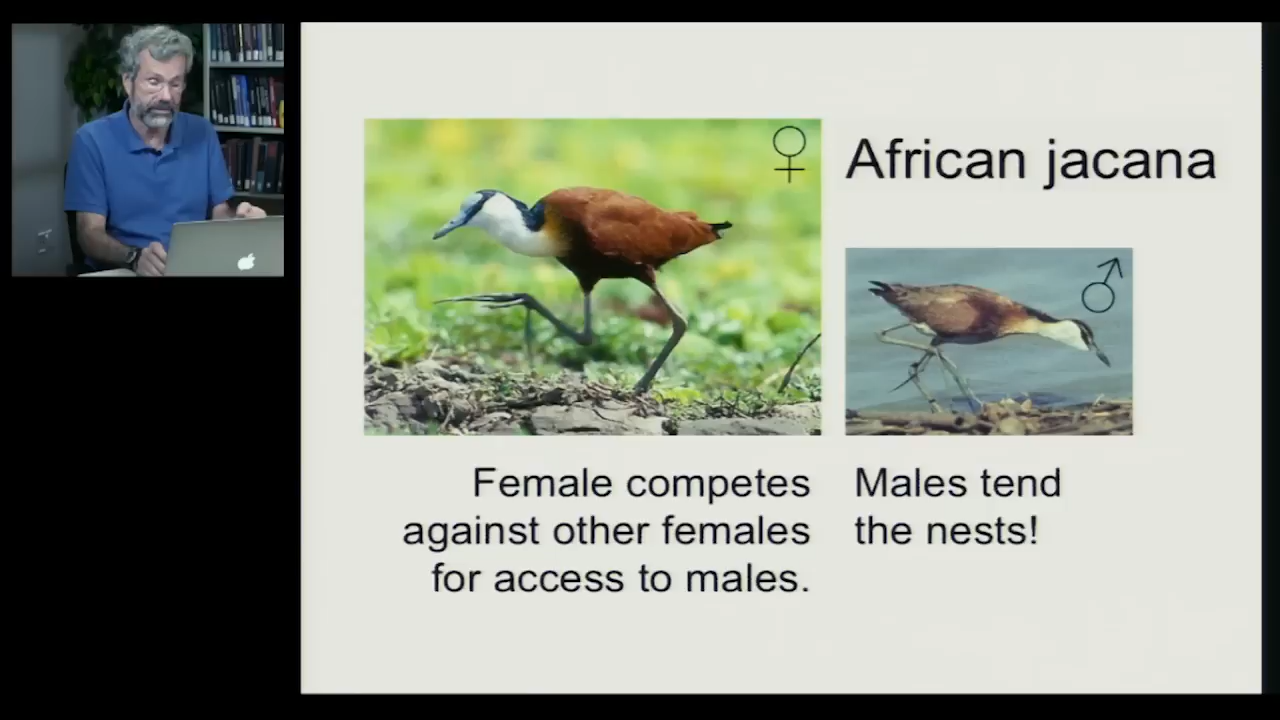 African jacana
Female competes
against other females
for access to males.
Males tend
the nests!